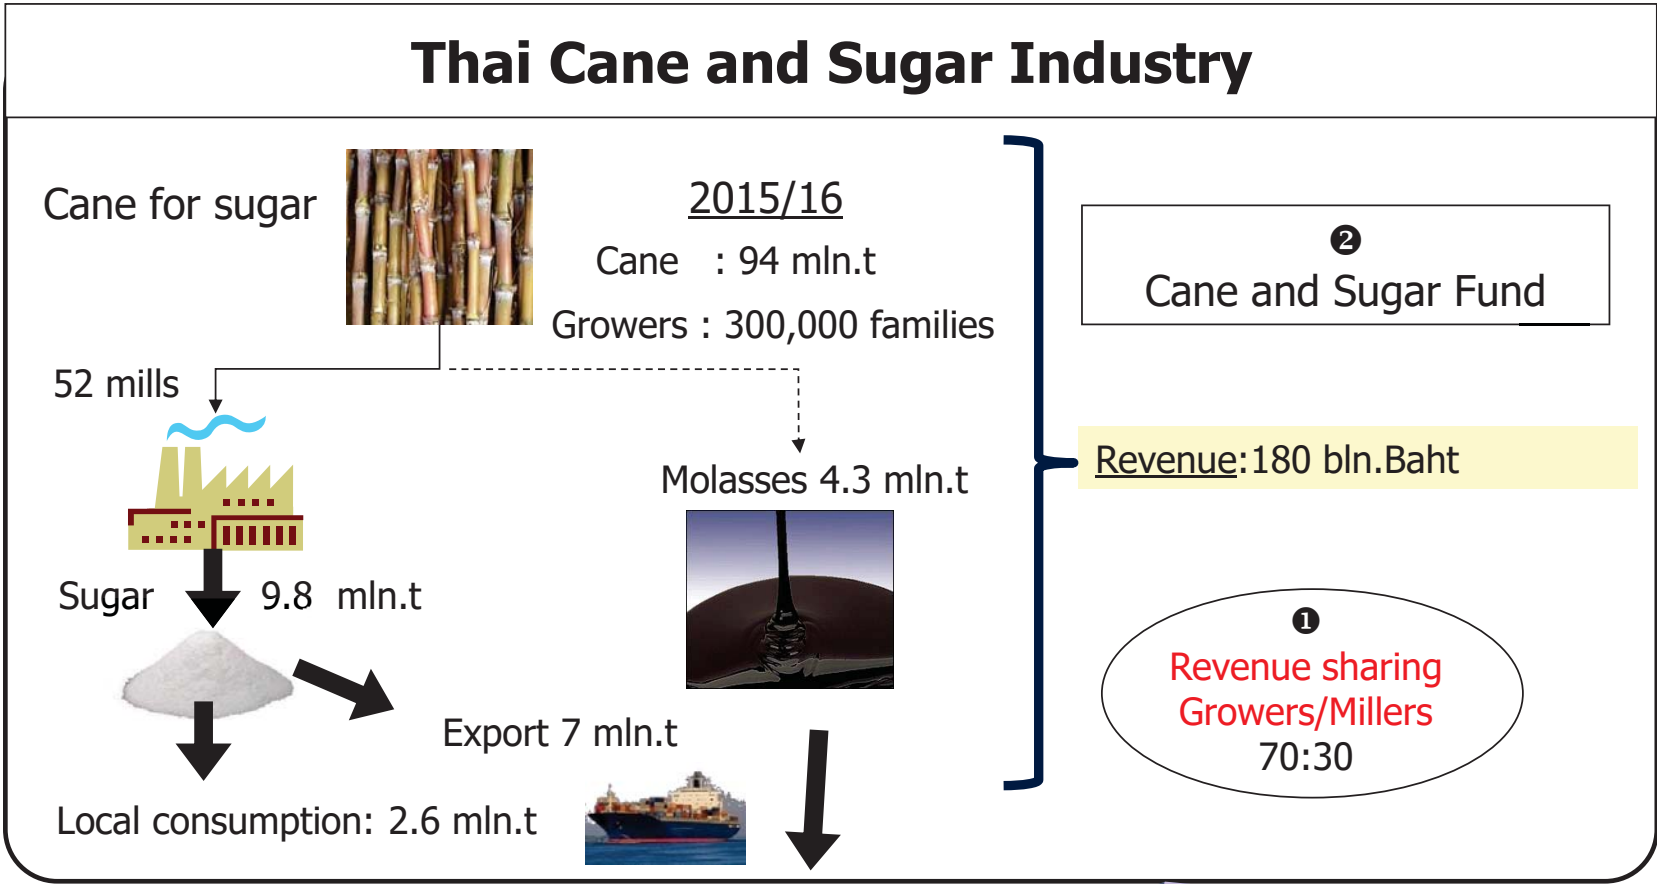 Thai Cane and Sugar Industry
Cane for sugar
2015/16
Cane : 94 mln.t
Growers : 300,000 families
52 mills
Molasses 4.3 mln.t
Sugar 9.8 mln.t
Export 7 mln.t
Local consumption: 2.6 mln.t
❷
Cane and Sugar Fund
Revenue:180 bln.Baht
❶
Revenue sharing
Growers/Millers
70:30